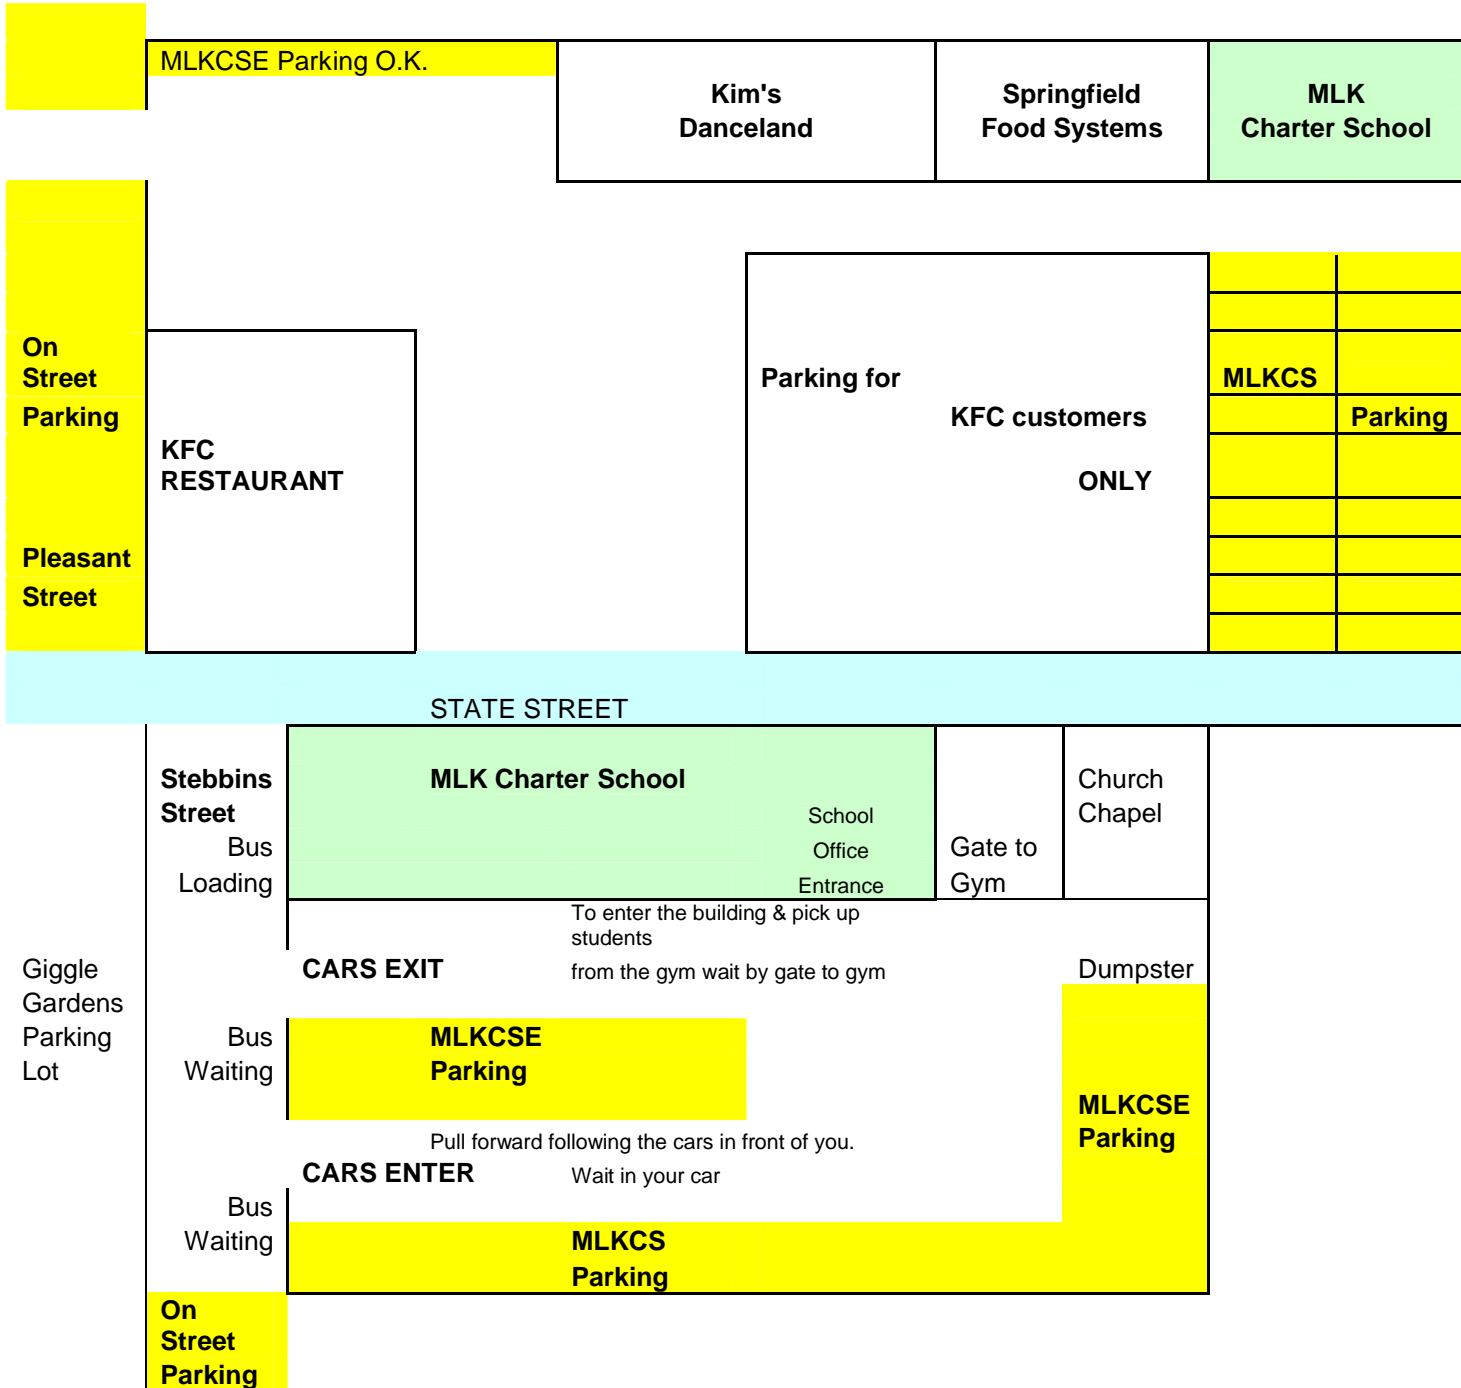 MLKCSE Parking O.K.
Kim's
Danceland
Springfield
Food Systems
MLK
Charter School
On
Street
Parking
Pleasant
Street
KFC
RESTAURANT
Parking for
KFC customers
ONLY
MLKCS
Parking
STATE STREET
Stebbins
Street
Bus
Loading
MLK Charter School
School
Office
Entrance
Gate to
Gym
Church
Chapel
To enter the building & pick up
students
from the gym wait by gate to gym
CARS EXIT
Dumpster
Giggle
Gardens
Parking
Lot
Bus
Waiting
MLKCSE
Parking
MLKCSE
Parking
Pull forward following the cars in front of you.
CARS ENTER
Wait in your car
Bus
Waiting
MLKCS
Parking
On
Street
Parking